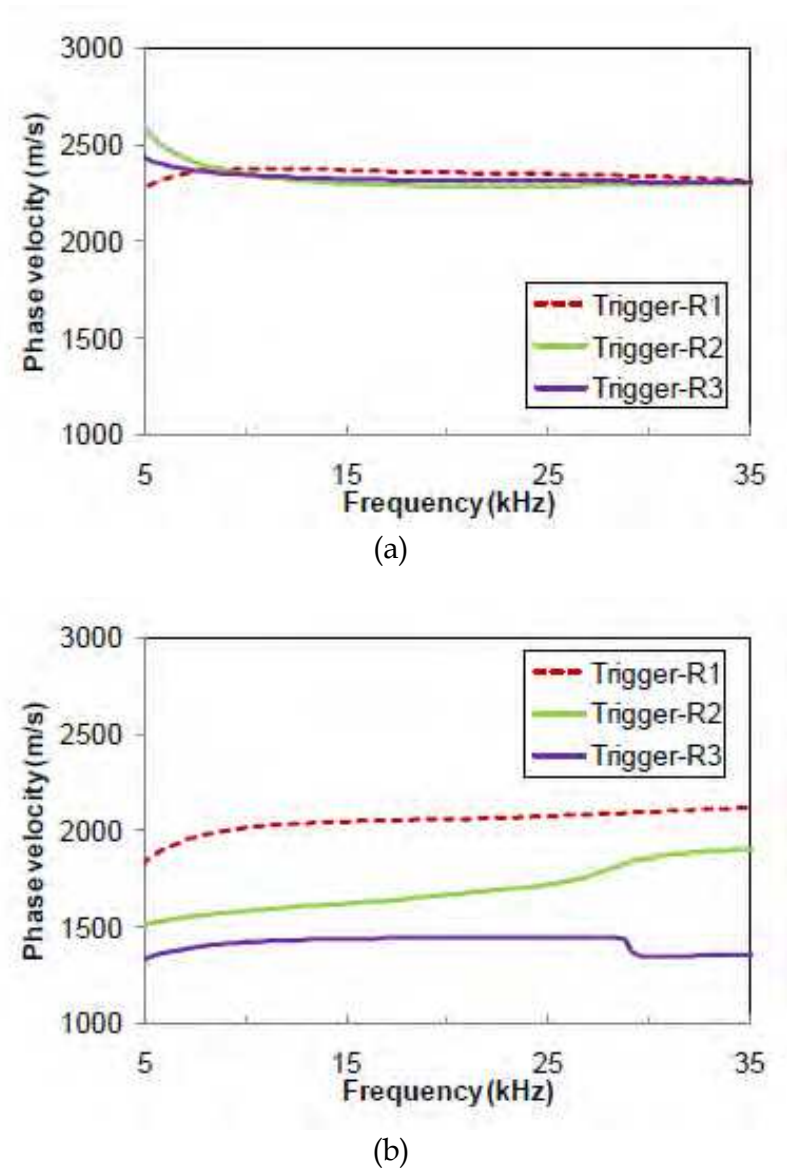 3000
2500
2000
1500
1000
Phase velocity (m/s)
Trigger-R1
Trigger-R2
Trigger-R3
5
15
25
35
Frequency (kHz)
(a)
3000
2500
2000
1500
1000
Phase velocity (m/s)
Trigger-R1
Trigger-R2
Trigger-R3
5
15
25
35
Frequency (kHz)
(b)